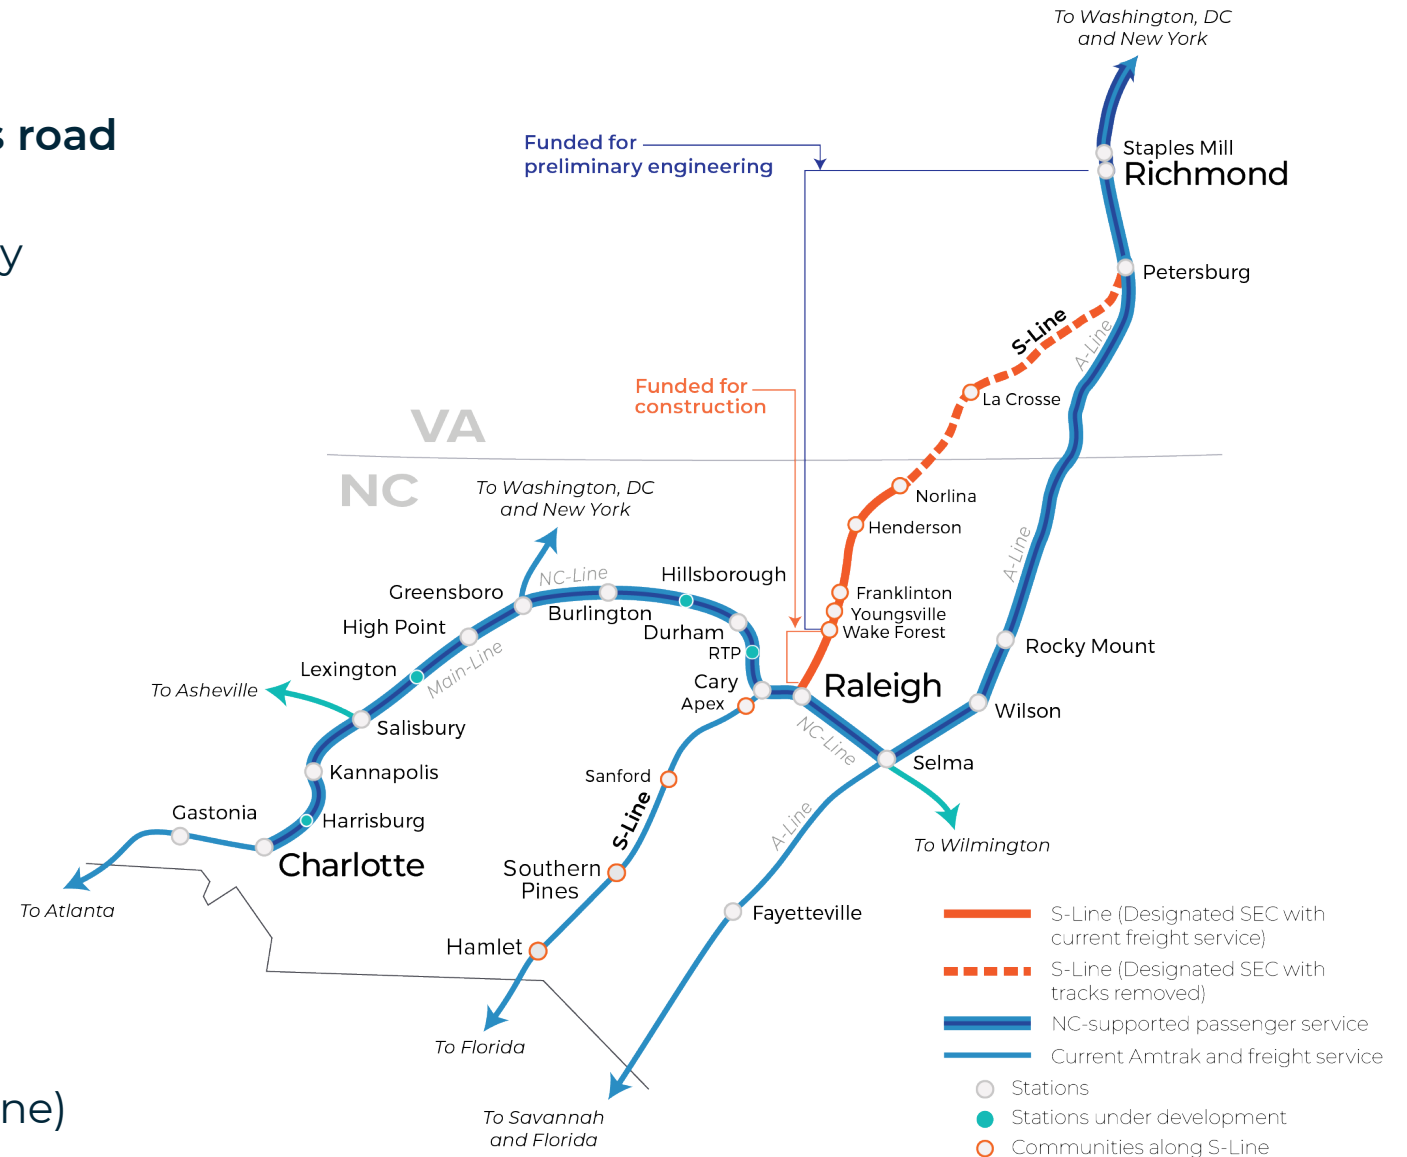 To Washington, DC
and New York
s road
Funded for
preliminary engineering
Staples Mill
Richmond
y
Petersburg
S-Line
A-Line
Funded for
construction
La Crosse
VA
NC
To Washington, DC
and New York
Norlina
Henderson
A-Line
NC-Line
Hillsborough
Greensboro
Burlington
Franklinton
Youngsville
Wake Forest
High Point
Durham
RTP
Rocky Mount
Lexington
Main-Line
To Asheville
Cary
Apex
Raleigh
Wilson
Salisbury
NC-Line
Selma
Kannapolis
Sanford
Gastonia
Harrisburg
S-Line
A-Line
To Wilmington
Charlotte
Southern
Pines
To Atlanta
Fayetteville
Hamlet
To Florida
To Savannah
and Florida
ne)
S-Line (Designated SEC with
current freight service)
S-Line (Designated SEC with
tracks removed)
NC-supported passenger service
Current Amtrak and freight service
Stations
Stations under development
Communities along S-Line